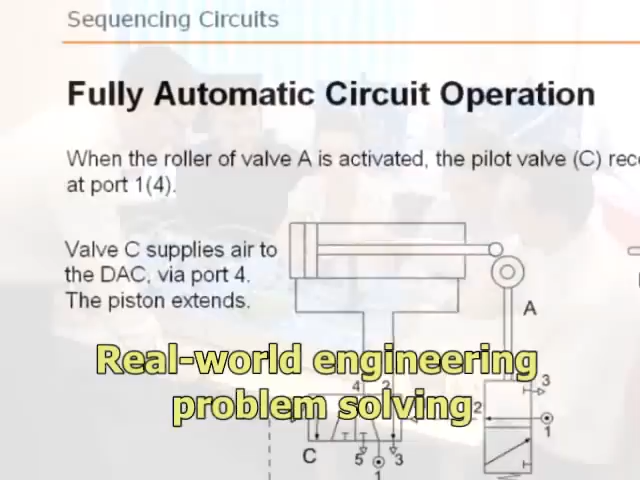 Sequencing Circuits
Fully Automatic Circuit Operation
When the roller of valve A is activated, the pilot valve (C) rec
at port 1(4).
Valve C supplies air to
the DAC, via port 4.
The piston extends.
A
Real-world engineering
problem solving
4 2
3
2
1
C
5
3
1